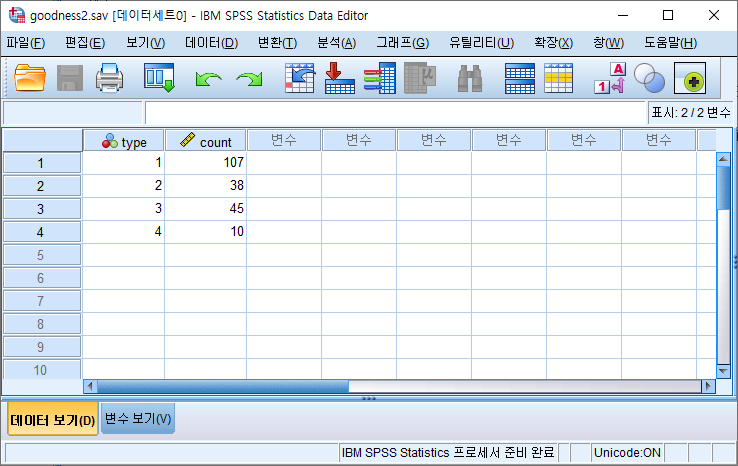 goodness2.sav [데이터세트0] - IBM SPSS Statistics Data Editor
파일(F) 편집(E) 보기(V) 데이터(D) 변환(T) 분석(A) 그래프(G) 유틸리티(U) 확장(X) 창(W) 도움말(H)
A
1
μ
표시: 2 / 2 변수
type count 변수 변수 변수 변수 변수 변수
1 1 107
2 2 38
3 3 45
4 4 10
5
6
7
8
9
10
데이터 보기(D) 변수 보기(V)
IBM SPSS Statistics 프로세서 준비 완료 Unicode:ON